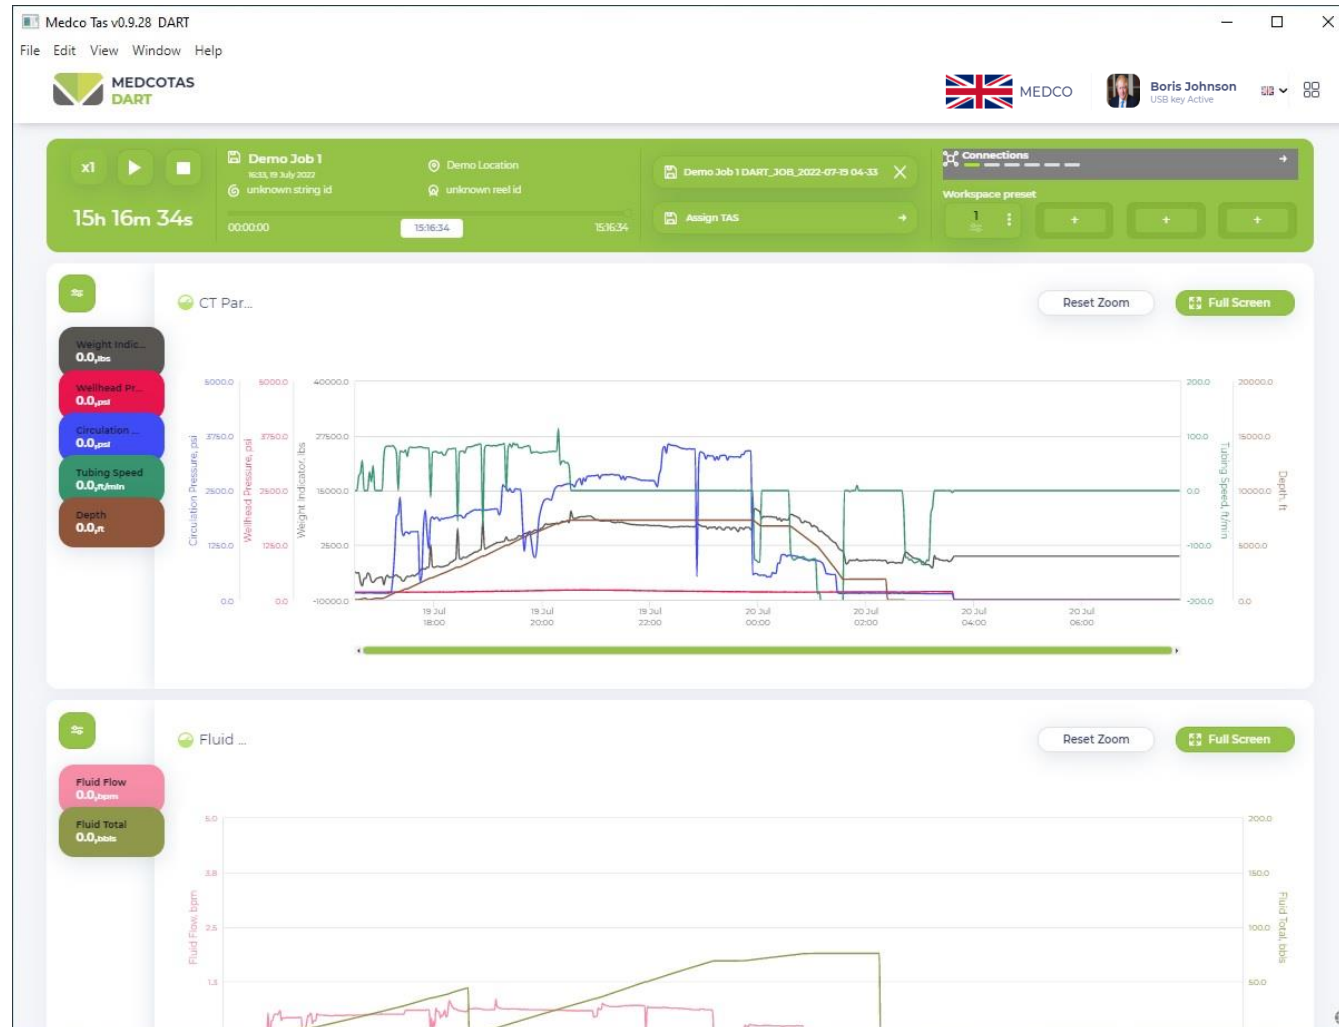 Medco Tas v0.9.28 DART
File Edit View Window Help
MEDCOTAS
DART
MEDCO
Boris Johnson
USB key Active
x1
15h 16m 34s
Demo Job 1
16:33, 19 July 2022
unknown string id
Demo Location
unknown reel id
00:00:00
15:16:34
15:16:34
Demo Job 1 DART_JOB_2022-07-19 04-33
Assign TAS
Connections
Workspace preset
1
+
+
+
CT Par...
Reset Zoom
Full Screen
Weight Indic...
0.0,lbs
Wellhead Pr...
0.0,psi
Circulation ...
0.0,psi
Tubing Speed
0.0,ft/min
Depth
0.0,ft
Circulation Pressure, psi
5000.0
3750.0
2500.0
1250.0
0.0
Wellhead Pressure, psi
5000.0
3750.0
2500.0
1250.0
0.0
Weight Indicator, lbs
40000.0
27500.0
15000.0
2500.0
-10000.0
200.0
100.0
0.0
-100.0
-200.0
Tubing Speed, ft/min
20000.0
15000.0
10000.0
5000.0
0.0
Depth, ft
19 Jul
18:00
19 Jul
20:00
19 Jul
22:00
20 Jul
00:00
20 Jul
02:00
20 Jul
04:00
20 Jul
06:00
Fluid ...
Reset Zoom
Full Screen
Fluid Flow
0.0,bpm
Fluid Total
0.0,bbls
Fluid Flow, bpm
5.0
3.8
2.5
1.3
200.0
150.0
100.0
50.0
Fluid Total, bbls